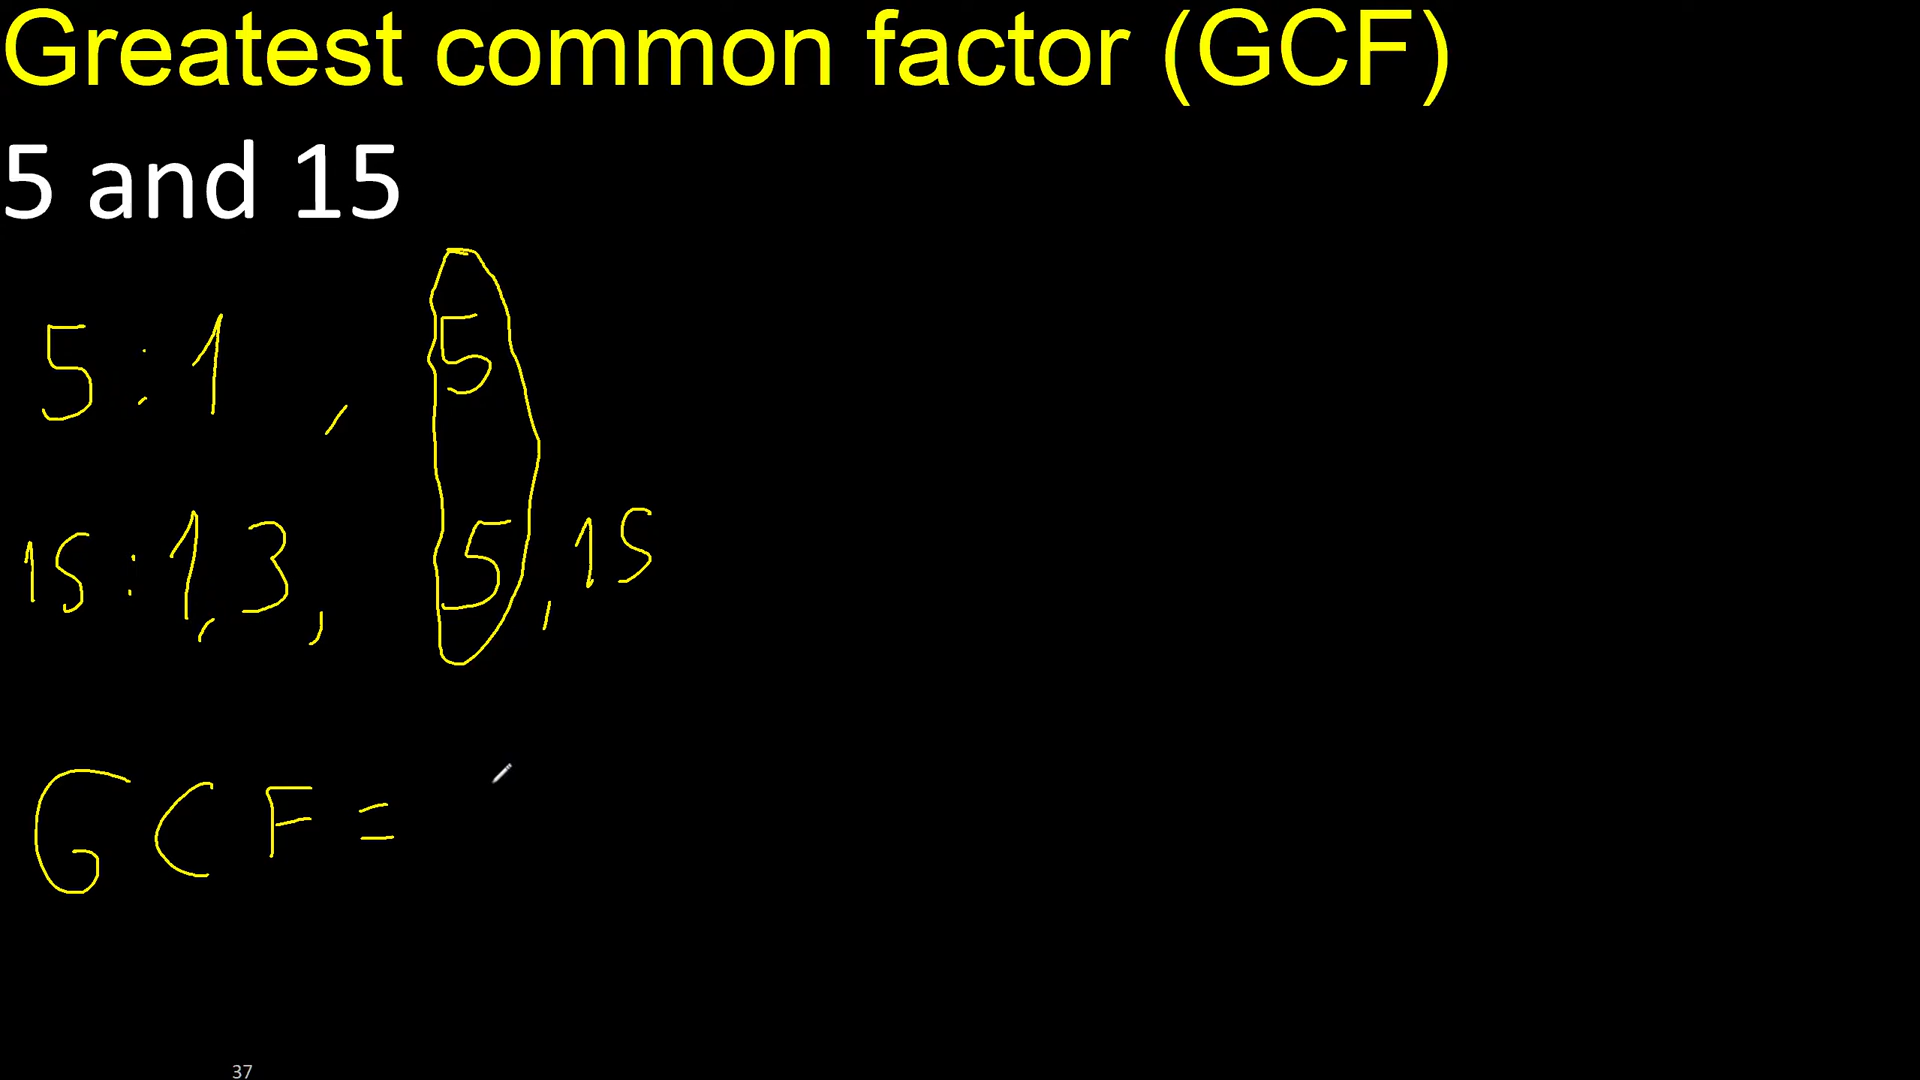 Greatest common factor (GCF)
5 and 15
5 : 1 , 5
15 : 1, 3, 5, 15
GCF =
37